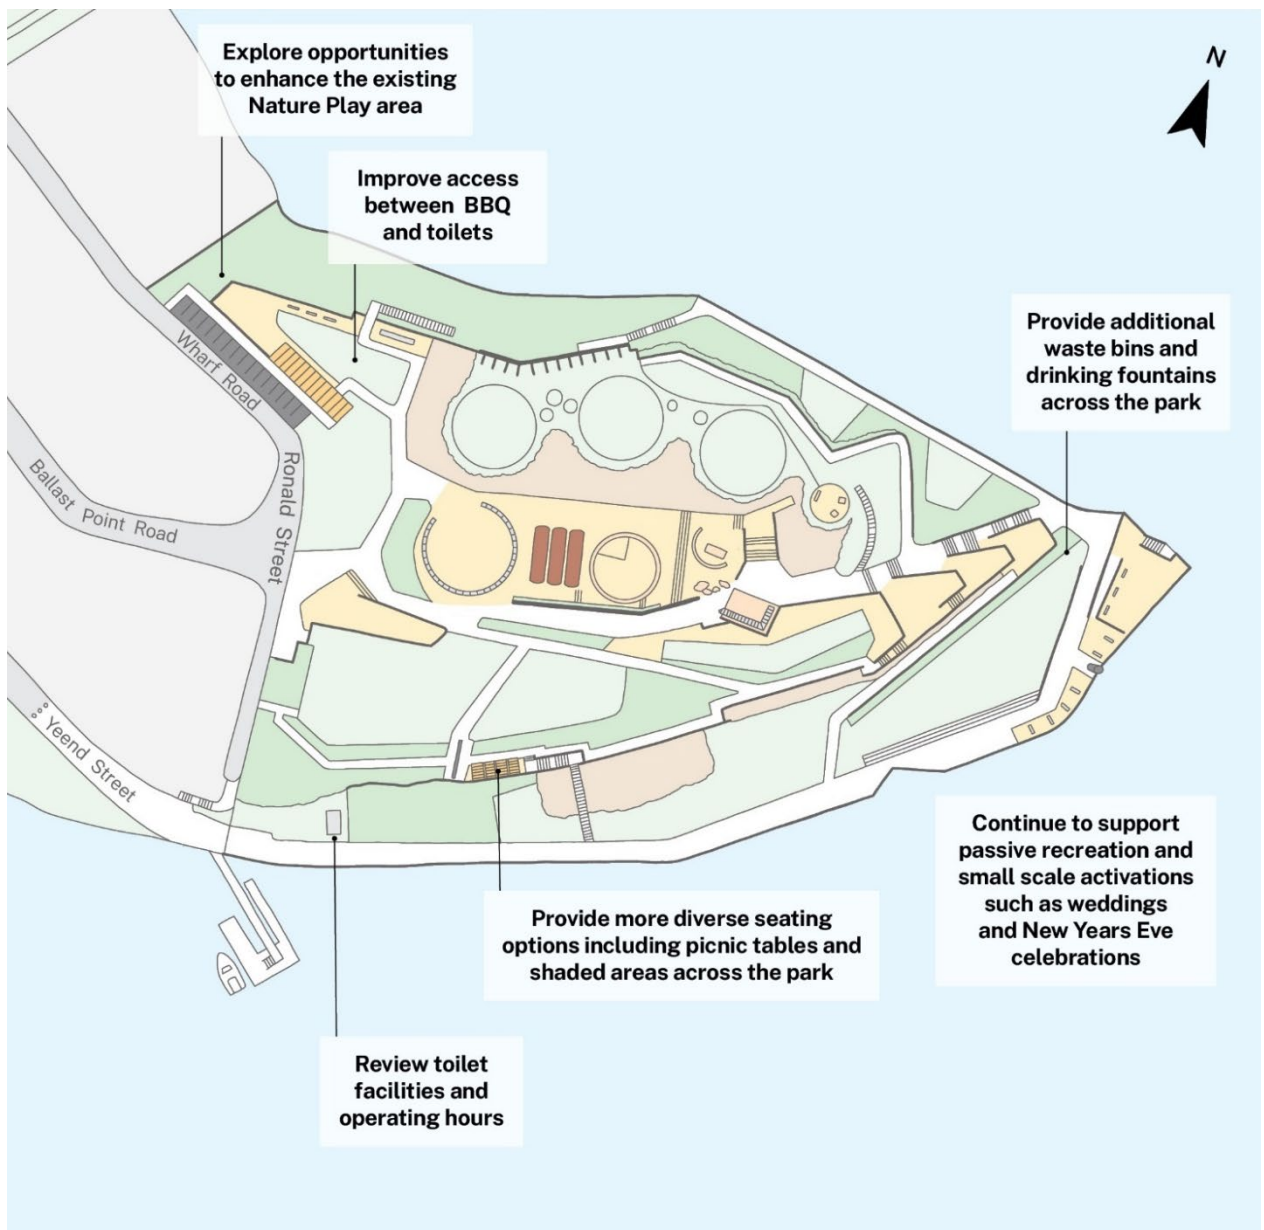 Explore opportunities
to enhance the existing
Nature Play area
N
Improve access
between BBQ
and toilets
Provide additional
waste bins and
drinking fountains
across the park
Wharf Road
Ballast Point Road
Ronald Street
Yeend Street
Continue to support
passive recreation and
small scale activations
such as weddings
and New Years Eve
celebrations
Provide more diverse seating
options including picnic tables and
shaded areas across the park
Review toilet
facilities and
operating hours